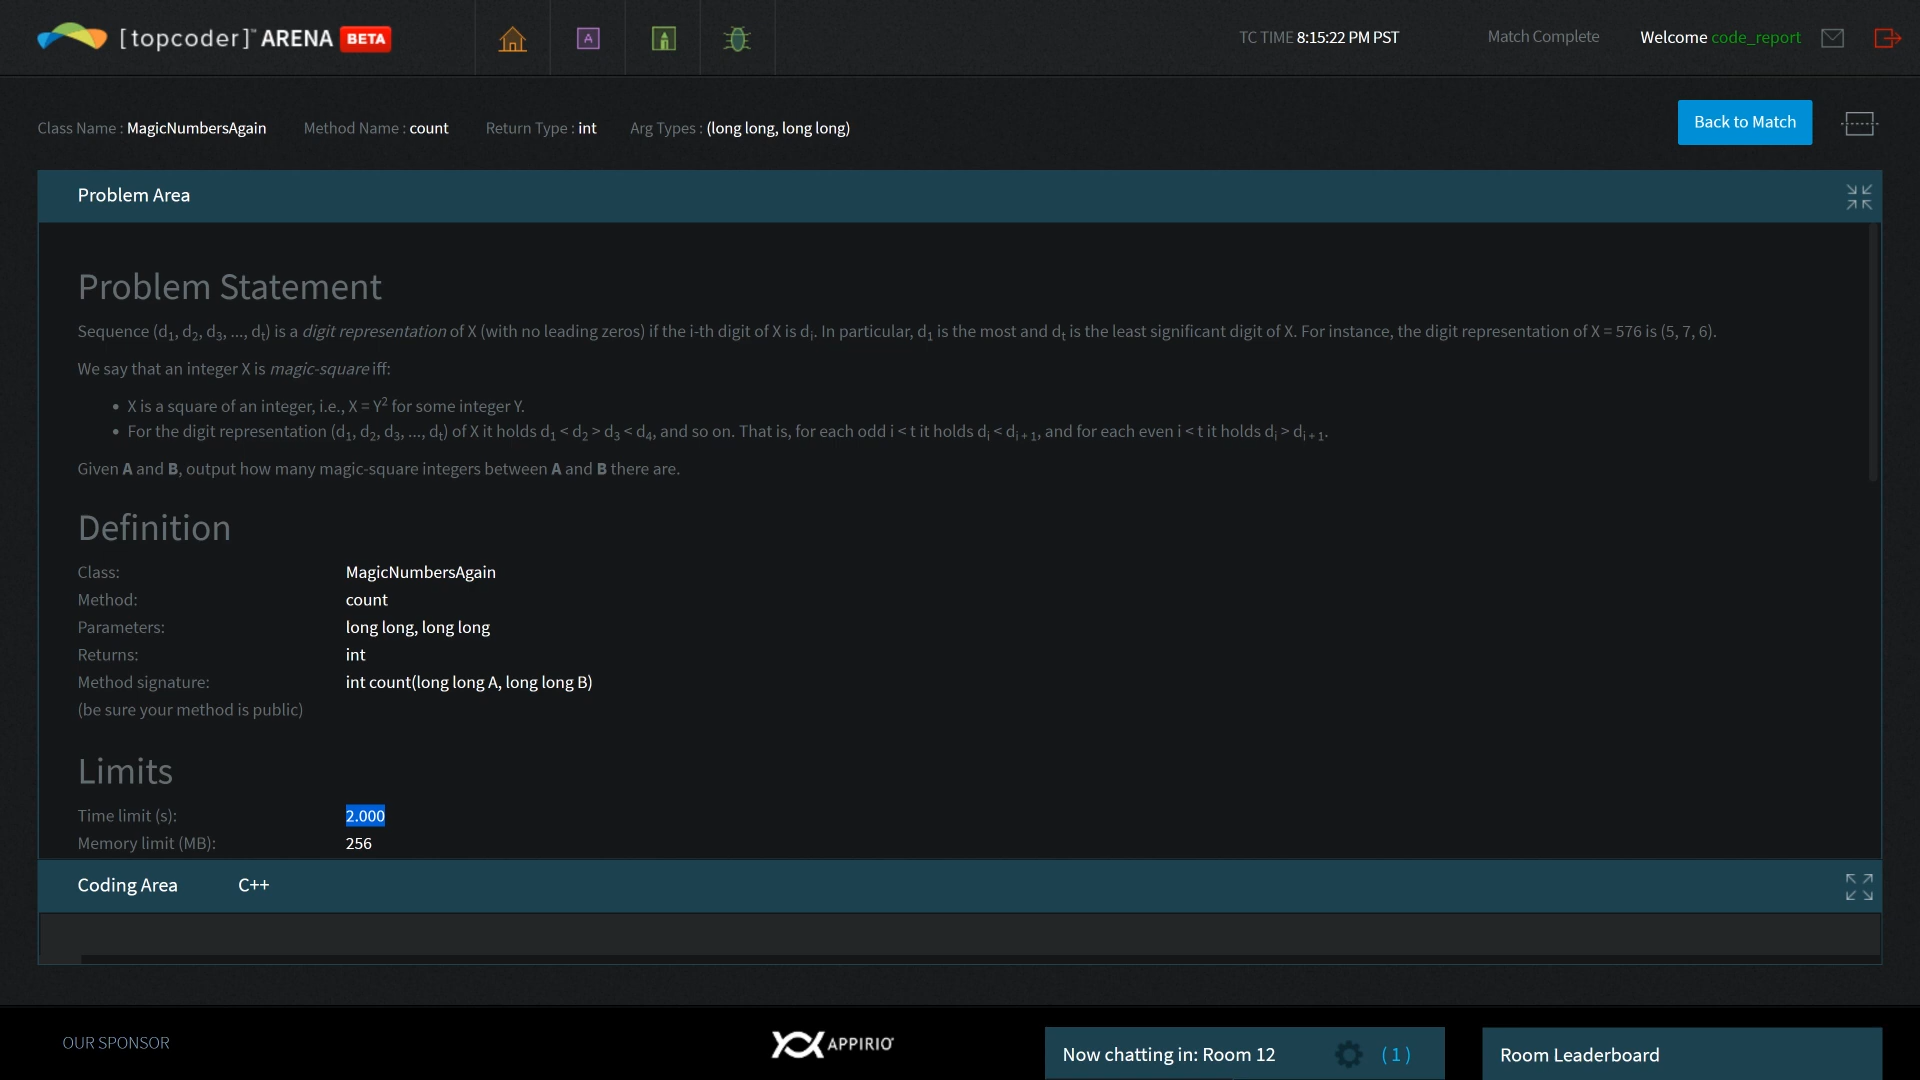 [topcoder]™ ARENA BETA
A
TC TIME 8:15:22 PM PST
Match Complete
Welcome code_report
Class Name : MagicNumbersAgain
Method Name : count
Return Type : int
Arg Types : (long long, long long)
Back to Match
Problem Area
Problem Statement
Sequence (d1, d2, d3, ..., dt) is a digit representation of X (with no leading zeros) if the i-th digit of X is di. In particular, d1 is the most and dt is the least significant digit of X. For instance, the digit representation of X = 576 is (5, 7, 6).
We say that an integer X is magic-square iff:
• X is a square of an integer, i.e., X = Y² for some integer Y.
• For the digit representation (d1, d2, d3, ..., dt) of X it holds d1 < d2 > d3 < d4, and so on. That is, for each odd i < t it holds di < di + 1, and for each even i < t it holds di > di + 1.
Given A and B, output how many magic-square integers between A and B there are.
Definition
Class: MagicNumbersAgain
Method: count
Parameters: long long, long long
Returns: int
Method signature: int count(long long A, long long B)
(be sure your method is public)
Limits
Time limit (s): 2.000
Memory limit (MB): 256
Coding Area C++
OUR SPONSOR
APPIRIO
Now chatting in: Room 12 ( 1 )
Room Leaderboard